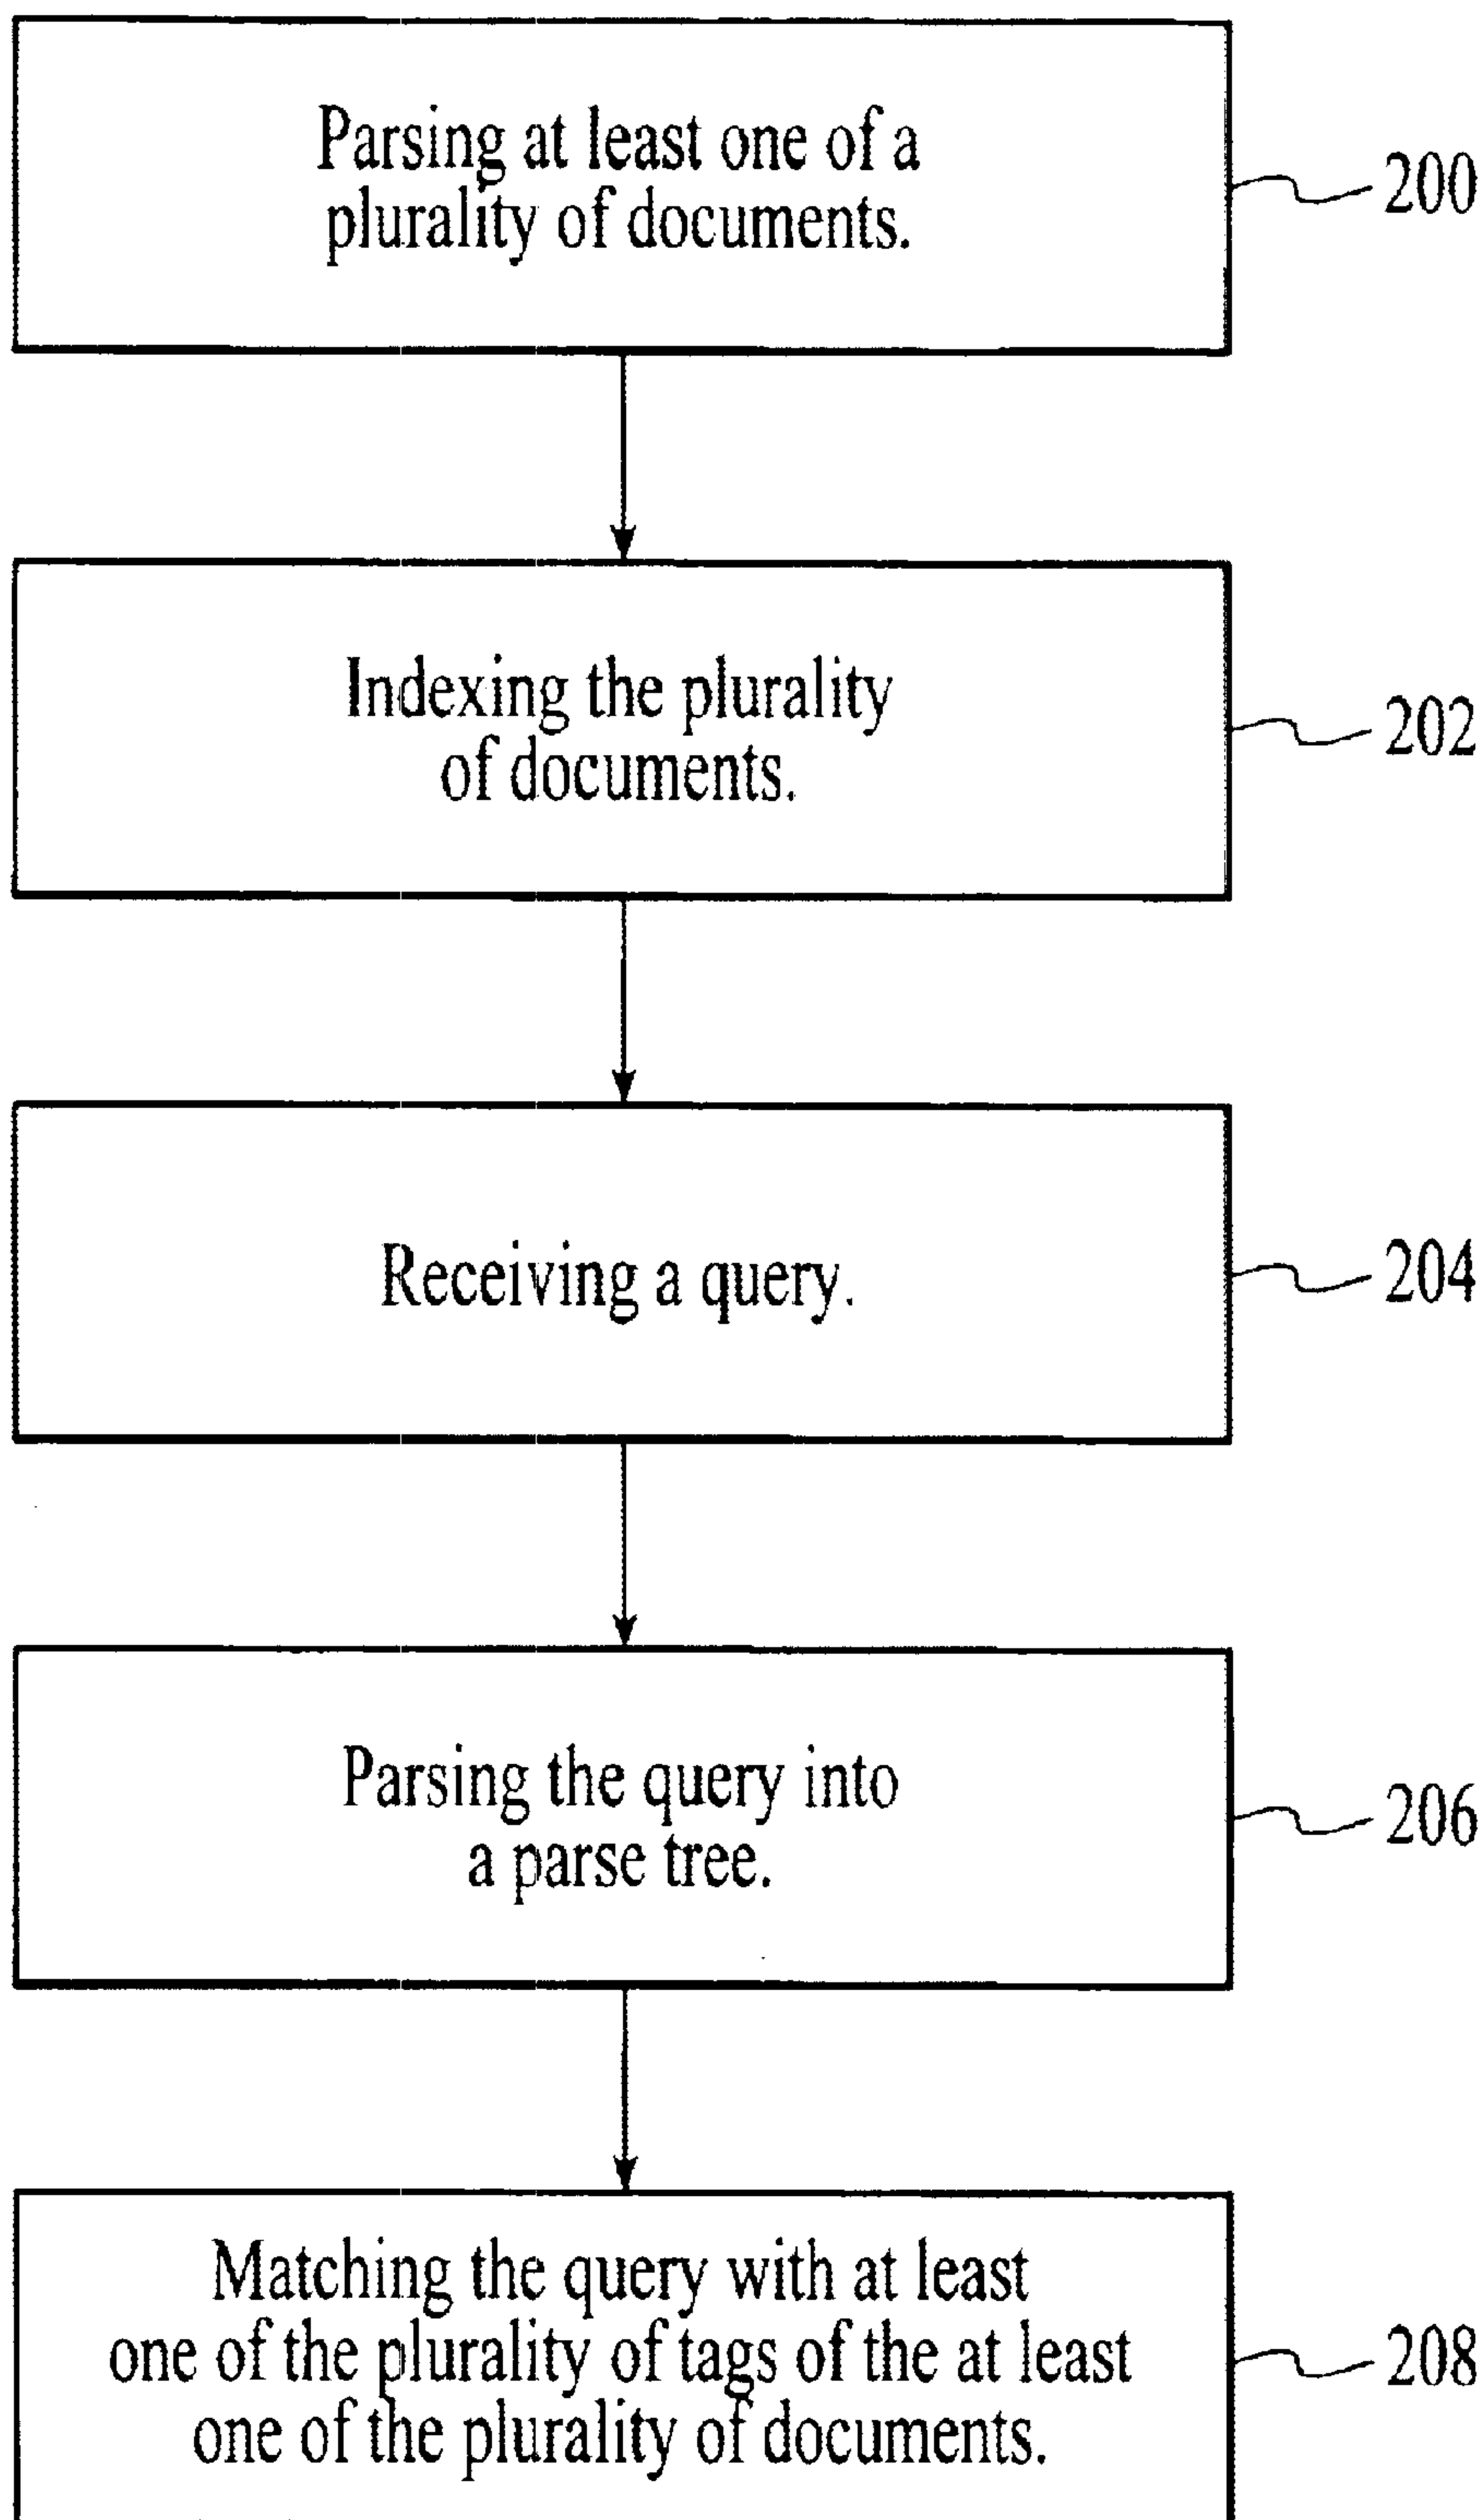 Parsing at least one of a
plurality of documents.
200
Indexing the plurality
of documents.
202
Receiving a query.
204
Parsing the query into
a parse tree.
206
Matching the query with at least
one of the plurality of tags of the at least
one of the plurality of documents.
208